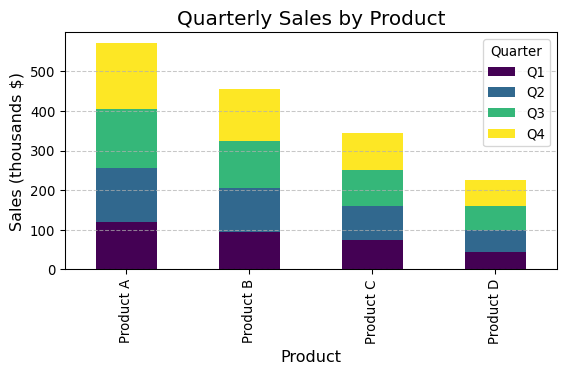 Quarterly Sales by Product
Sales (thousands $)
500
400
300
200
100
0
Quarter
Q1
Q2
Q3
Q4
Product A
Product B
Product C
Product D
Product